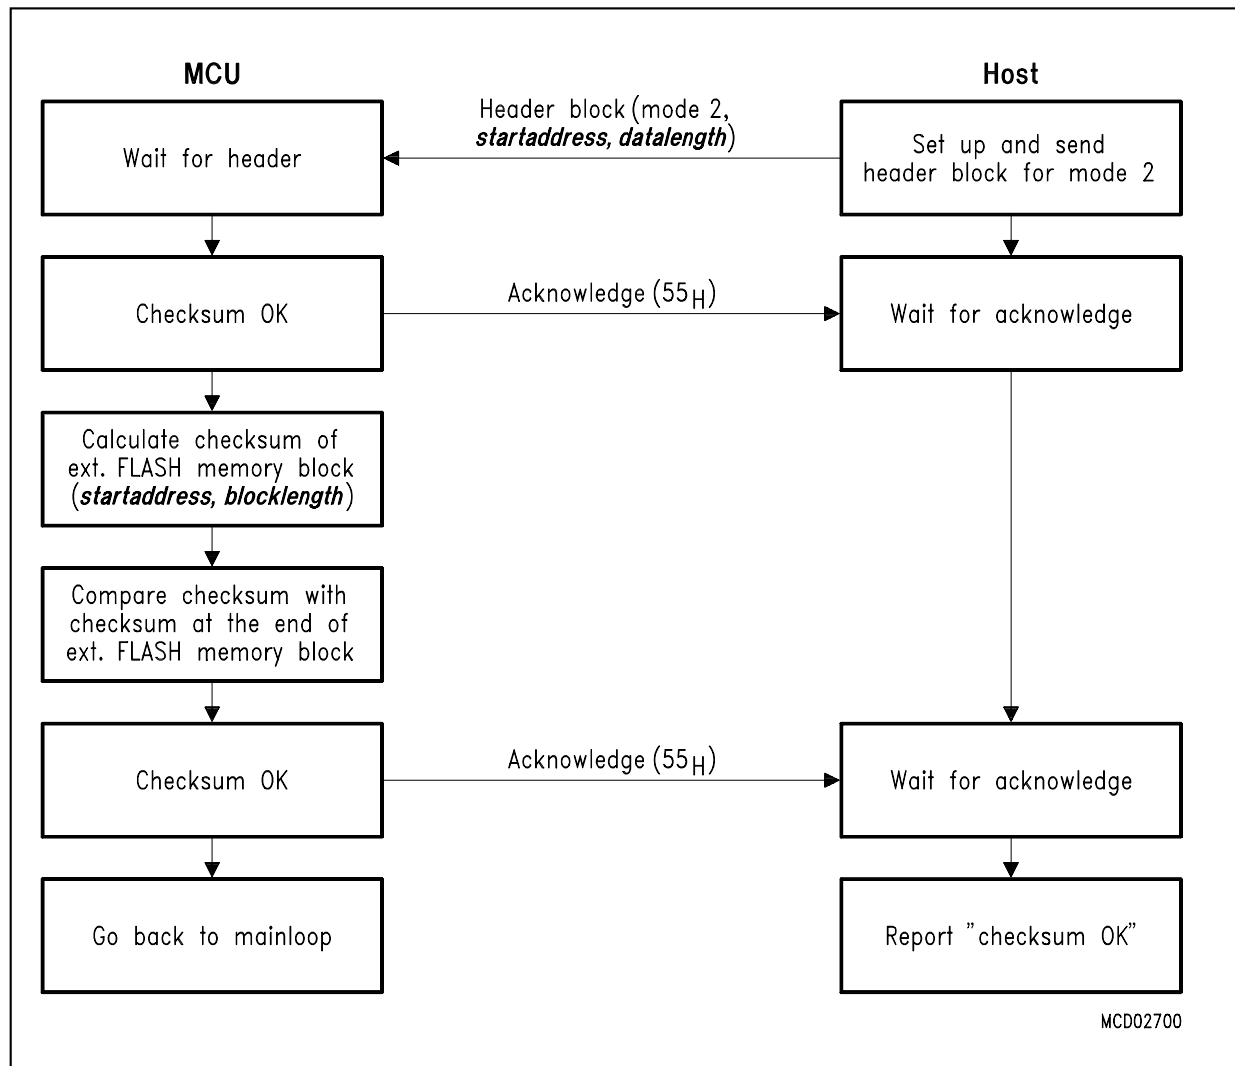 MCU
Host
Header block (mode 2,
startaddress, datalength)
Wait for header
Set up and send
header block for mode 2
Acknowledge (55H)
Checksum OK
Wait for acknowledge
Calculate checksum of
ext. FLASH memory block
(startaddress, blocklength)
Compare checksum with
checksum at the end of
ext. FLASH memory block
Acknowledge (55H)
Checksum OK
Wait for acknowledge
Go back to mainloop
Report "checksum OK"
MCD02700